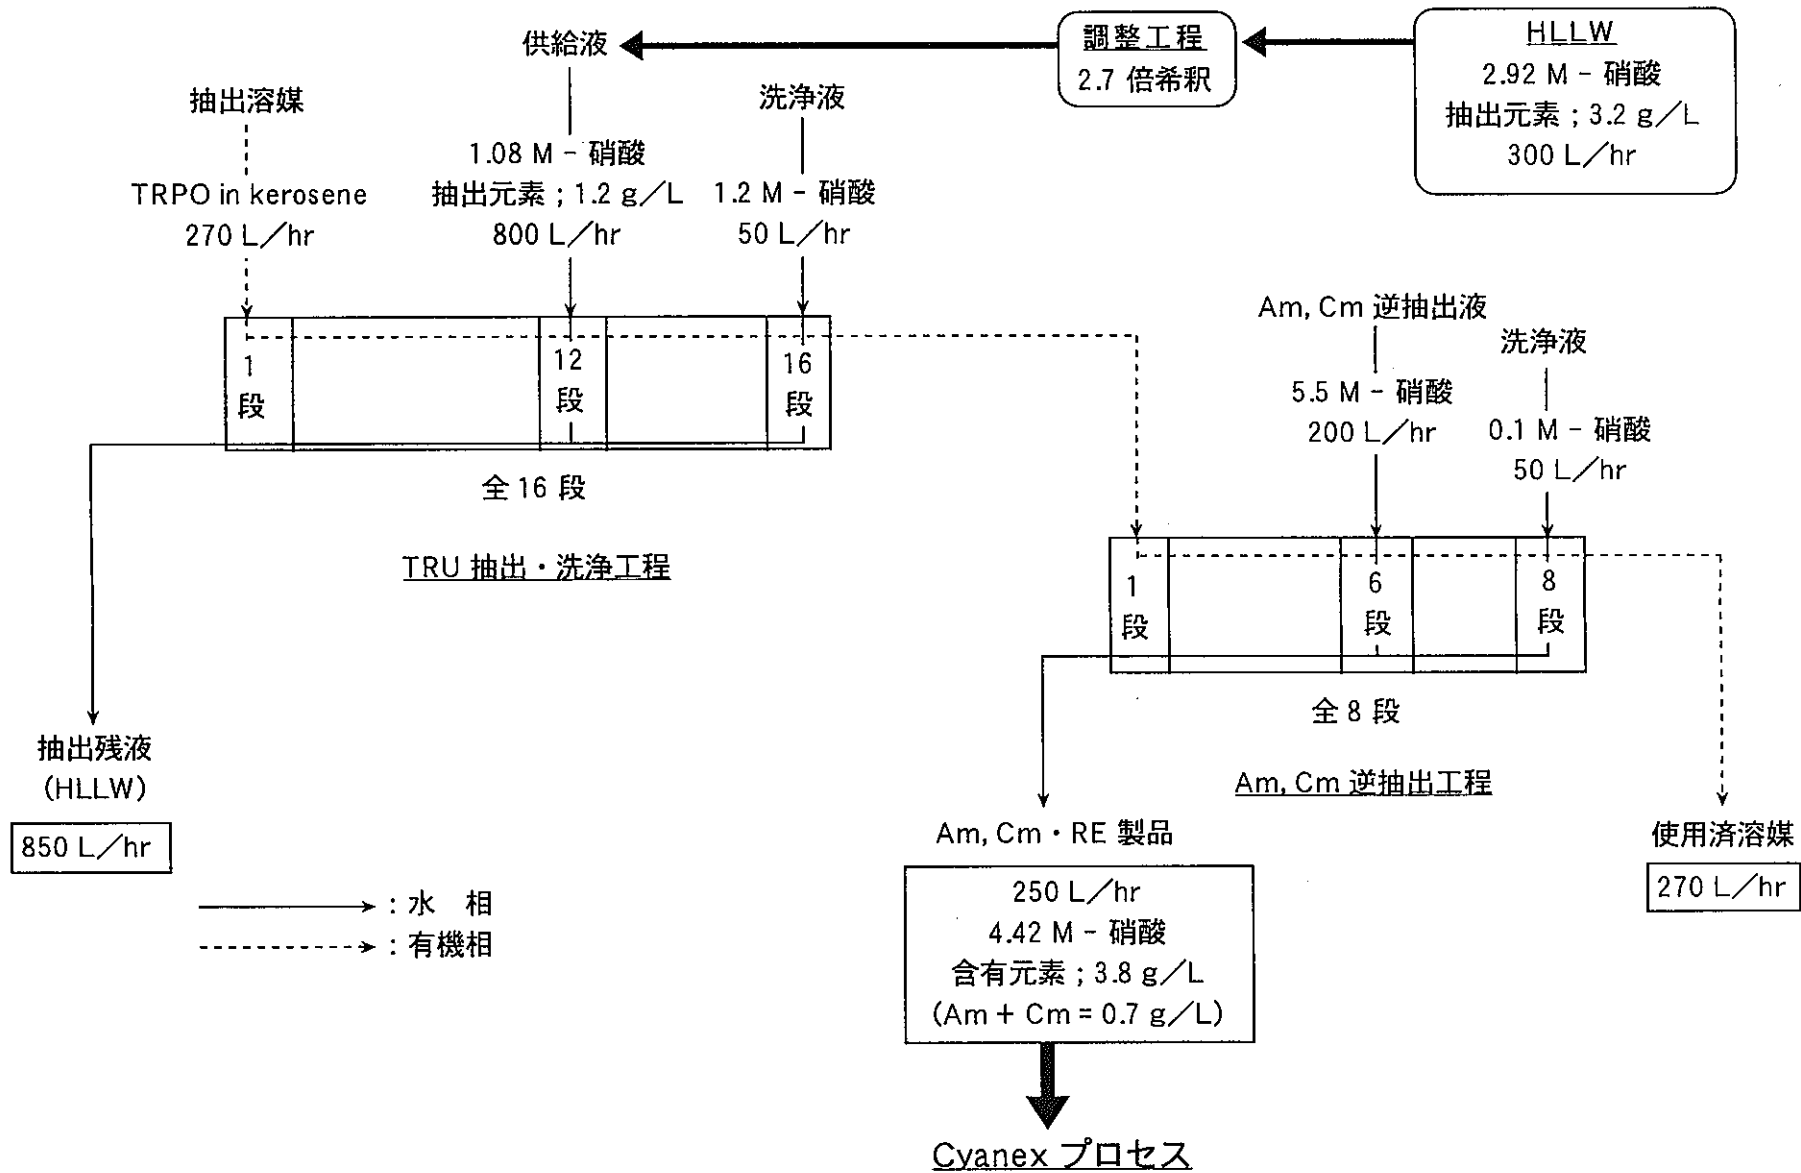 HLLW
2.92 M - 硝酸
抽出元素 ; 3.2 g／L
300 L／hr
調整工程
2.7 倍希釈
供給液
1.08 M - 硝酸
抽出元素 ; 1.2 g／L
800 L／hr
抽出溶媒
TRPO in kerosene
270 L／hr
洗浄液
1.2 M - 硝酸
50 L／hr
1
段
12
段
16
段
全 16 段
TRU 抽出・洗浄工程
抽出残液
(HLLW)
850 L／hr
Am, Cm 逆抽出液
5.5 M - 硝酸
200 L／hr
洗浄液
0.1 M - 硝酸
50 L／hr
1
段
6
段
8
段
全 8 段
Am, Cm 逆抽出工程
Am, Cm・RE 製品
250 L／hr
4.42 M - 硝酸
含有元素 ; 3.8 g／L
(Am + Cm = 0.7 g／L)
Cyanex プロセス
使用済溶媒
270 L／hr
: 水　相
: 有機相